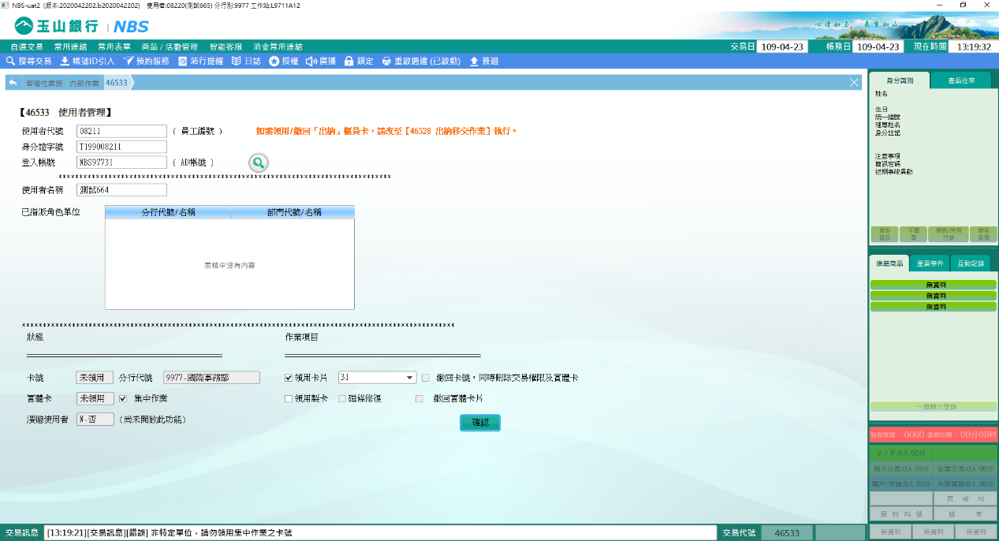 NBS-uat2 (版本:2020042202.b2020042202) 使用者:08220(測試665) 分行別:9977 工作站:L9711A12
玉山銀行 NBS
心清如玉，義重如山
自選交易 常用連結 常用表單 商品 / 活動管理 智能客服 消金常用連結
交易日 109-04-23 帳務日 109-04-23 現在時間 13:19:32
搜尋交易 帳號ID引入 預約服務 蒞行提醒 日誌 授權 廣播 鎖定 重啟週邊 (已啟動) 簽退
管理性業務 內部作業 46533
【46533 使用者管理】
使用者代號 08211 ( 員工編號 ) 如需領用/繳回「出納」櫃員卡，請改至【46528 出納移交作業】執行。
身分證字號 T199008211
登入帳號 NBS97731 ( AD帳號 )
使用者名稱 測試664
已指派角色單位 分行代號/名稱 部門代號/名稱
表格中沒有內容
狀態 作業項目
卡號 未領用 分行代號 9977-國際事務部 領用卡片 31 繳回卡號，同時刪除交易權限及實體卡
實體卡 未領用 集中作業 領用製卡 磁條修復 繳回實體卡片
漫遊使用者 N-否 (尚未開放此功能)
確認
身分識別 產品往來
姓名
生日
統一編號
理專姓名
身分註記
注意事項
簡訊密碼
近期事故異動
顧客資訊 手續費 顧客影像
推薦商品 重要事件 互動記錄
無資料
無資料
無資料
一般轉介登錄
服務號碼： 0000 等候時間： 00分00秒
V I P:0人 00分
個人交易:0人 00分 企業交易:0人 00分
開戶/申請:0人 00分 外匯業務:0人 00分
再 呼 叫
預 約 叫 號 結 束
無資料 無資料 無資料
交易訊息 [13:19:21][交易訊息][錯誤] 非特定單位，請勿領用集中作業之卡號 交易代號 46533